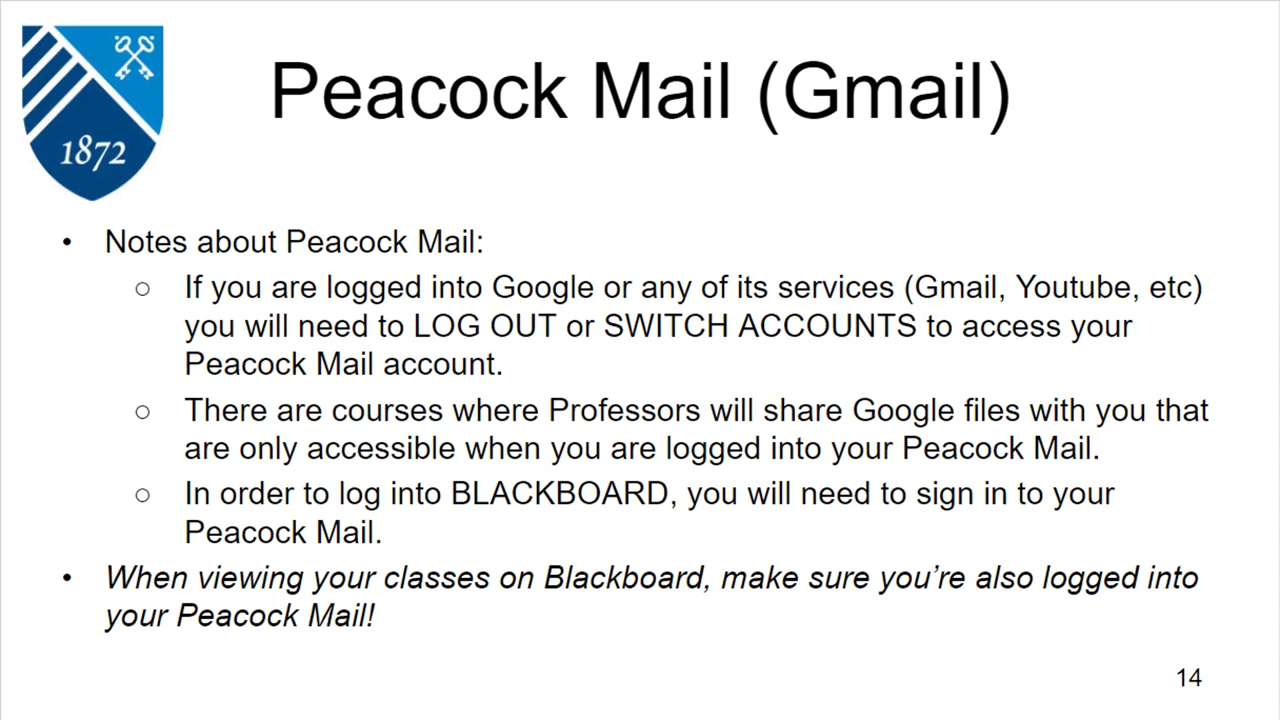 1872
Peacock Mail (Gmail)
• Notes about Peacock Mail:
○ If you are logged into Google or any of its services (Gmail, Youtube, etc)
you will need to LOG OUT or SWITCH ACCOUNTS to access your
Peacock Mail account.
○ There are courses where Professors will share Google files with you that
are only accessible when you are logged into your Peacock Mail.
○ In order to log into BLACKBOARD, you will need to sign in to your
Peacock Mail.
• When viewing your classes on Blackboard, make sure you’re also logged into
your Peacock Mail!
14